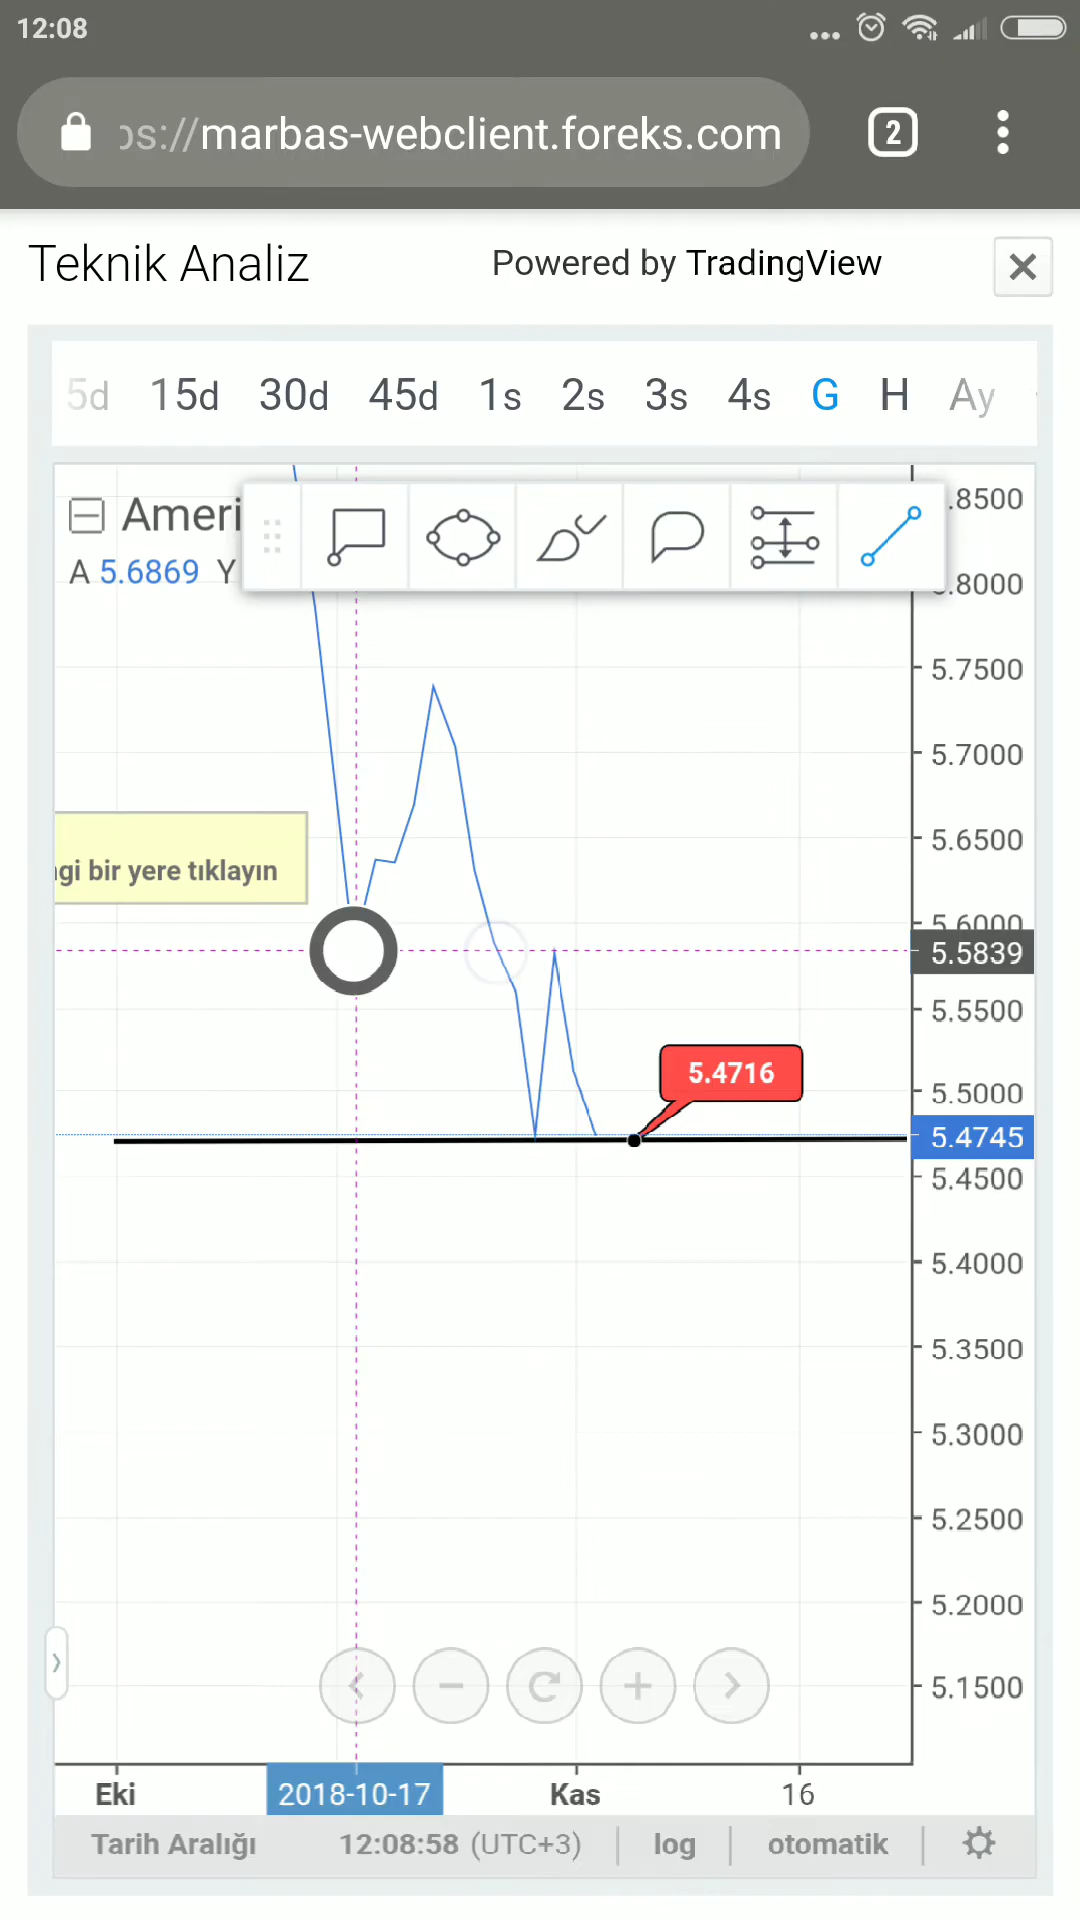 12:08
ps://marbas-webclient.foreks.com
2
Teknik Analiz
Powered by TradingView
5d 15d 30d 45d 1s 2s 3s 4s G H Ay
Ameri
A 5.6869 Y
.8500
.8000
5.7500
5.7000
5.6500
gi bir yere tıklayın
5.6000
5.5839
5.5500
5.4716
5.5000
5.4745
5.4500
5.4000
5.3500
5.3000
5.2500
5.2000
5.1500
Eki 2018-10-17 Kas 16
Tarih Aralığı 12:08:58 (UTC+3) log otomatik